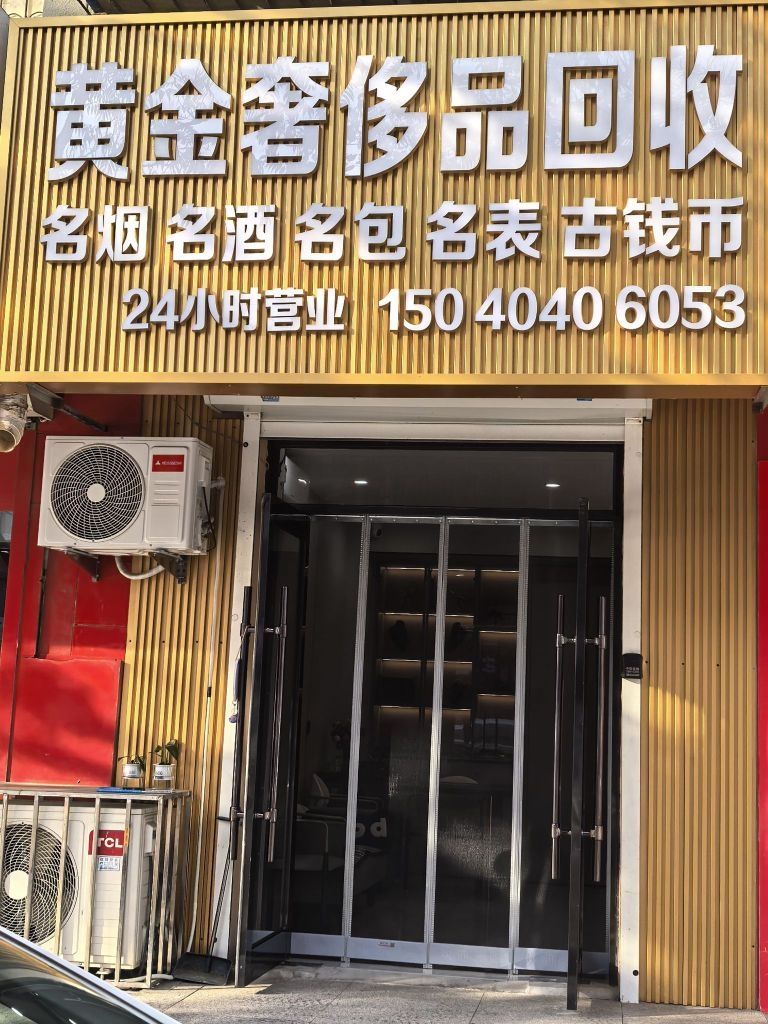 黄金奢侈品回收
名烟 名酒 名包 名表 古钱币
24小时营业 150 4040 6053
TCL